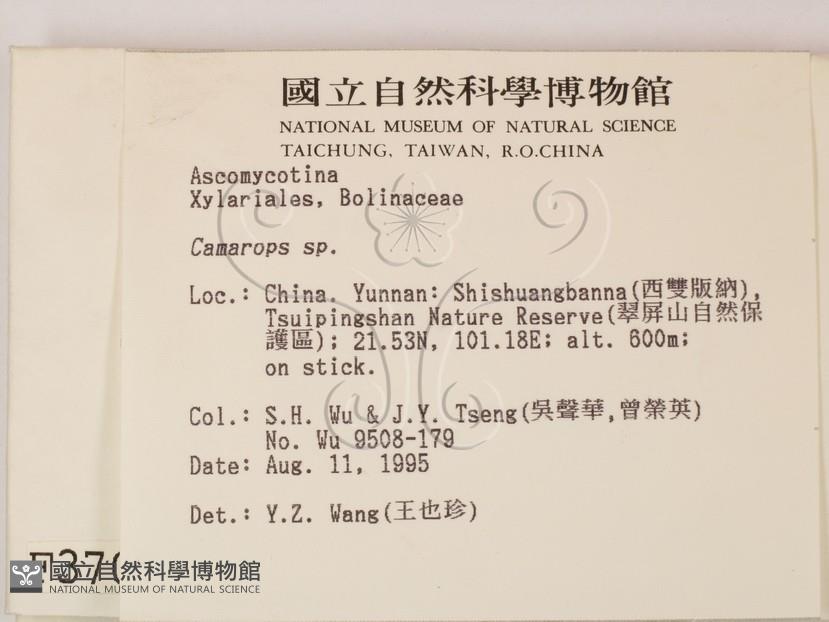 國立自然科學博物館
NATIONAL MUSEUM OF NATURAL SCIENCE
TAICHUNG, TAIWAN, R.O.CHINA
Ascomycotina
Xylariales, Bolinaceae
Camarops sp.
Loc.: China. Yunnan: Shishuangbanna(西雙版納),
Tsuipingshan Nature Reserve(翠屏山自然保
護區); 21.53N, 101.18E; alt. 600m;
on stick.
Col.: S.H. Wu & J.Y. Tseng(吳聲華,曾榮英)
No. Wu 9508-179
Date: Aug. 11, 1995
Det.: Y.Z. Wang(王也珍)
國立自然科學博物館
NATIONAL MUSEUM OF NATURAL SCIENCE